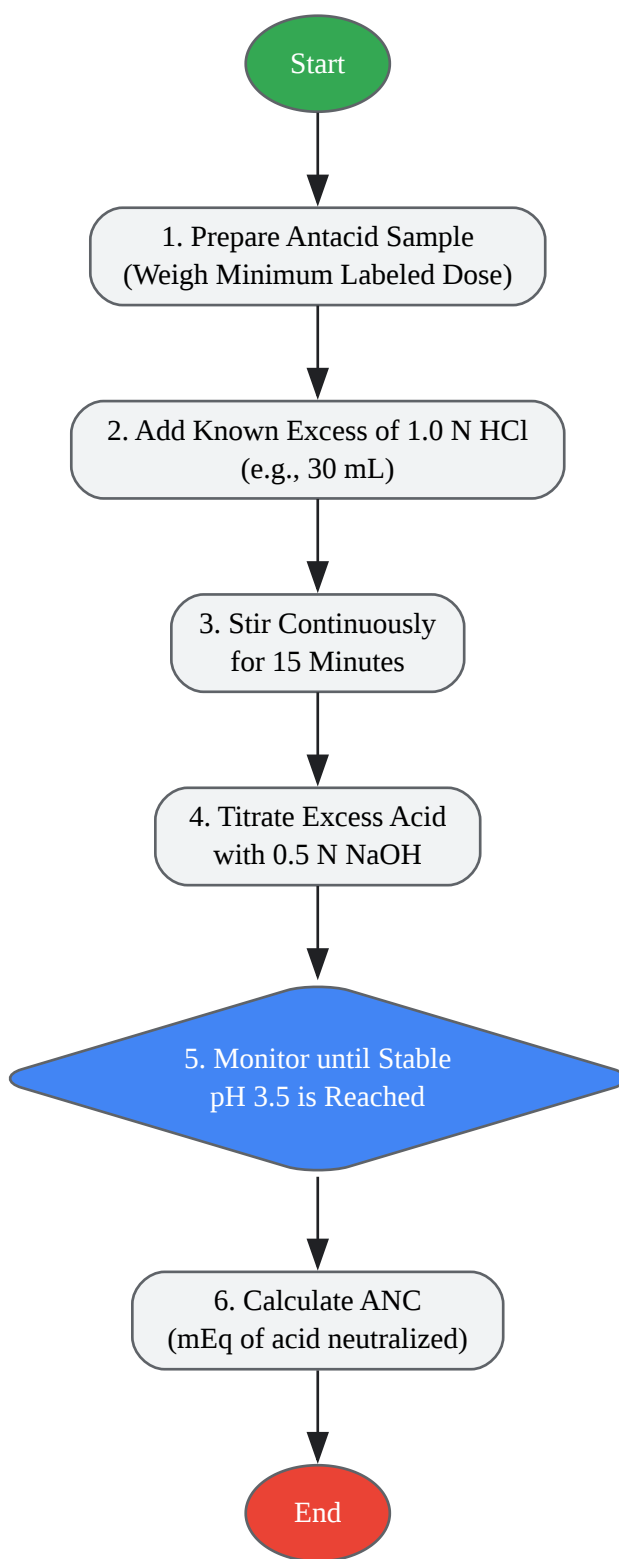 Start
1. Prepare Antacid Sample
(Weigh Minimum Labeled Dose)
2. Add Known Excess of 1.0 N HCl
(e.g., 30 mL)
3. Stir Continuously
for 15 Minutes
4. Titrate Excess Acid
with 0.5 N NaOH
5. Monitor until Stable
pH 3.5 is Reached
6. Calculate ANC
(mEq of acid neutralized)
End